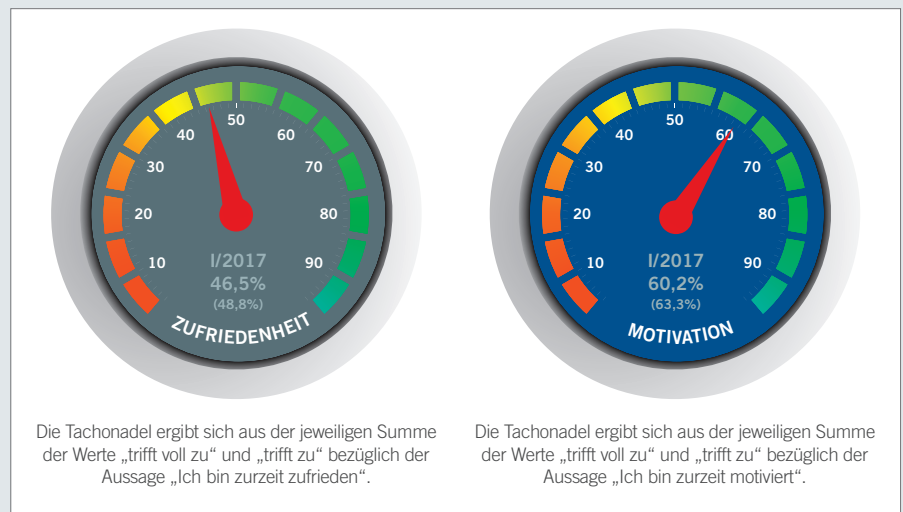 10
20
30
40
50
60
70
80
90
I/2017
46,5%
(48,8%)
ZUFRIEDENHEIT
Die Tachonadel ergibt sich aus der jeweiligen Summe
der Werte „trifft voll zu“ und „trifft zu“ bezüglich der
Aussage „Ich bin zurzeit zufrieden“.
10
20
30
40
50
60
70
80
90
I/2017
60,2%
(63,3%)
MOTIVATION
Die Tachonadel ergibt sich aus der jeweiligen Summe
der Werte „trifft voll zu“ und „trifft zu“ bezüglich der
Aussage „Ich bin zurzeit motiviert“.